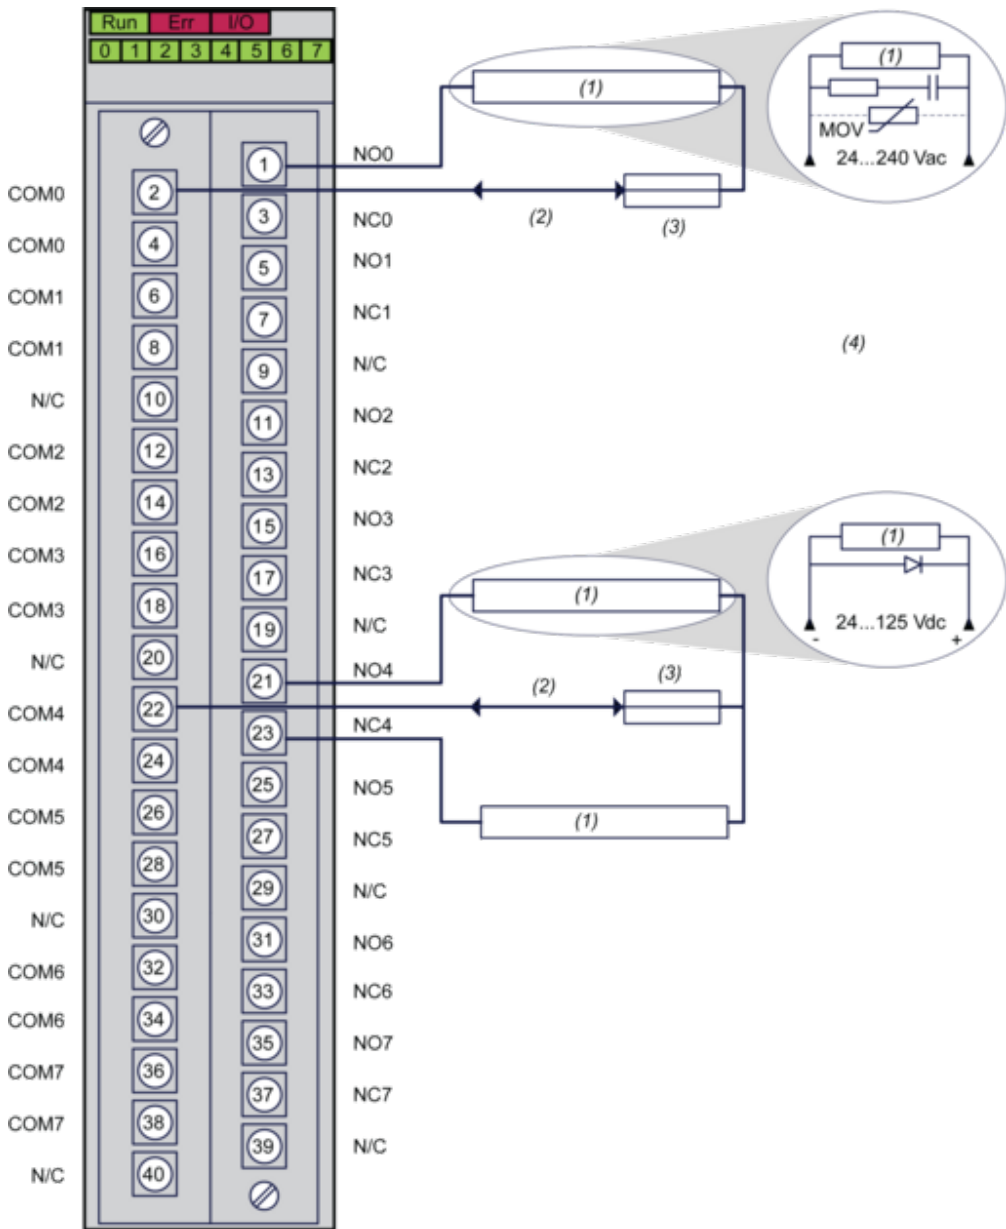 Run Err I/O
0 1 2 3 4 5 6 7
(1)
(1)
MOV
24...240 Vac
1 NO0
COM0 2
(2) (3)
3 NC0
COM0 4
5 NO1
COM1 6
7 NC1
COM1 8
(4)
9 N/C
N/C 10
11 NO2
COM2 12
13 NC2
COM2 14
15 NO3
(1)
COM3 16
17 NC3
(1)
COM3 18
24...125 Vdc
- +
19 N/C
N/C 20
21 NO4
(2) (3)
COM4 22
23 NC4
COM4 24
25 NO5
COM5 26
(1)
27 NC5
COM5 28
29 N/C
N/C 30
31 NO6
COM6 32
33 NC6
COM6 34
35 NO7
COM7 36
37 NC7
COM7 38
39 N/C
N/C 40